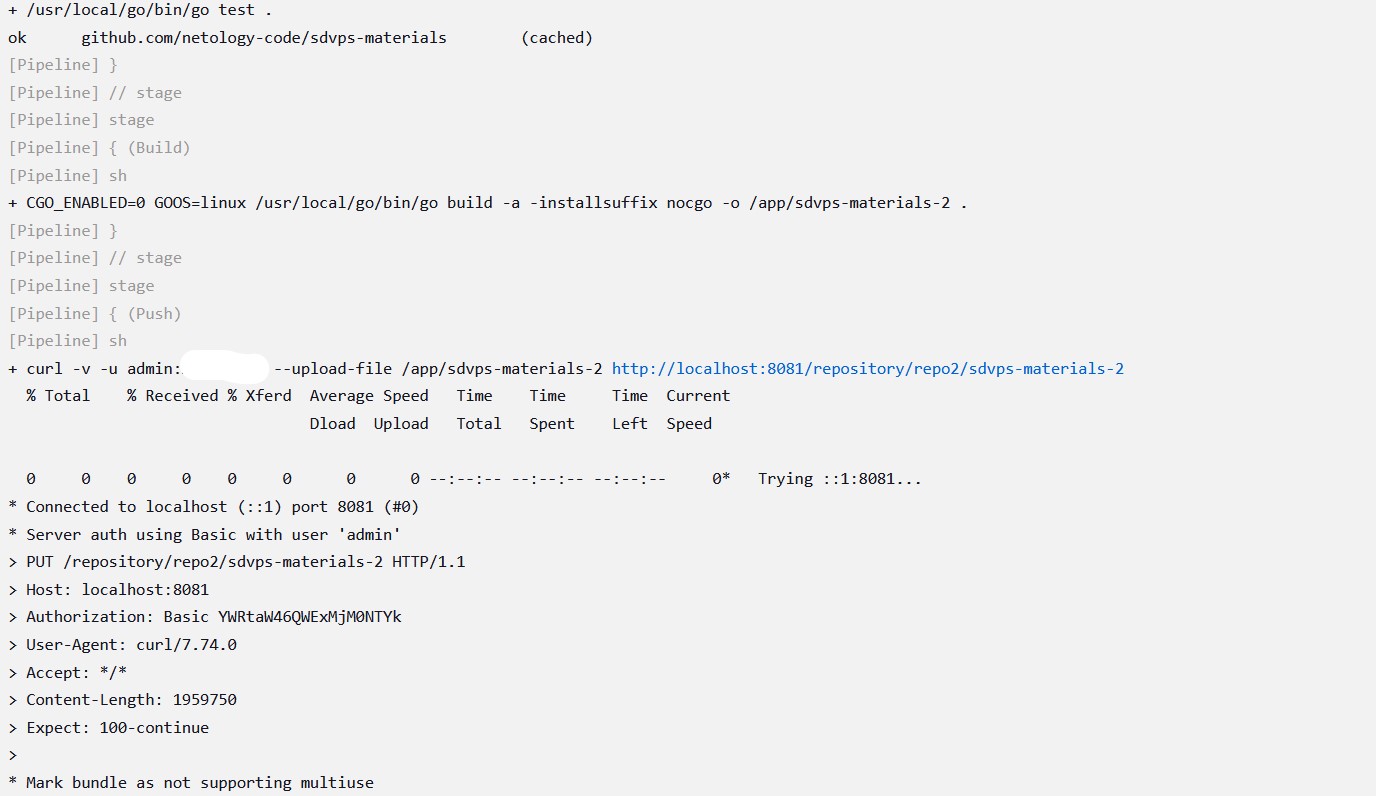 + /usr/local/go/bin/go test .
ok github.com/netology-code/sdvps-materials (cached)
[Pipeline] }
[Pipeline] // stage
[Pipeline] stage
[Pipeline] { (Build)
[Pipeline] sh
+ CGO_ENABLED=0 GOOS=linux /usr/local/go/bin/go build -a -installsuffix nocgo -o /app/sdvps-materials-2 .
[Pipeline] }
[Pipeline] // stage
[Pipeline] stage
[Pipeline] { (Push)
[Pipeline] sh
+ curl -v -u admin: --upload-file /app/sdvps-materials-2 http://localhost:8081/repository/repo2/sdvps-materials-2
% Total % Received % Xferd Average Speed Time Time Time Current
Dload Upload Total Spent Left Speed
0 0 0 0 0 0 0 0 --:--:-- --:--:-- --:--:-- 0* Trying ::1:8081...
* Connected to localhost (::1) port 8081 (#0)
* Server auth using Basic with user 'admin'
> PUT /repository/repo2/sdvps-materials-2 HTTP/1.1
> Host: localhost:8081
> Authorization: Basic YWRtaW46QWExMjM0NTYk
> User-Agent: curl/7.74.0
> Accept: */*
> Content-Length: 1959750
> Expect: 100-continue
>
* Mark bundle as not supporting multiuse